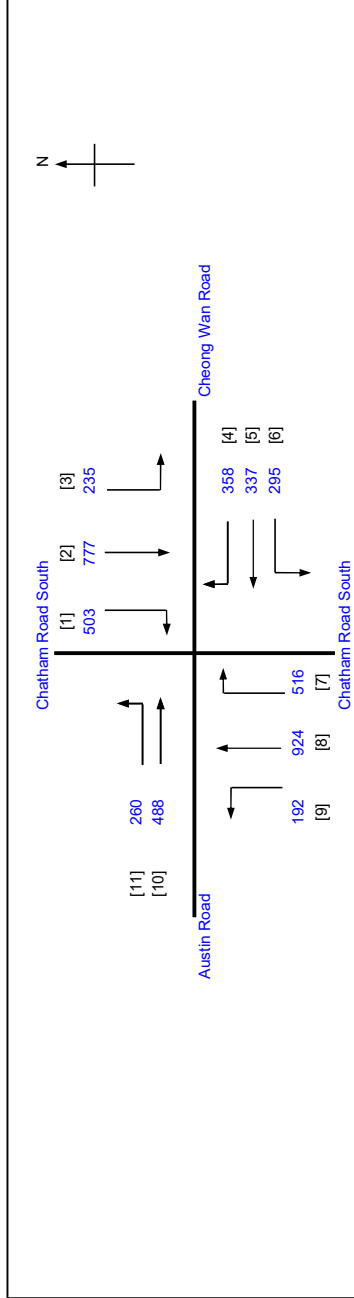 N
Chatham Road South
[1] [2] [3]
503 777 235
[11] 260
[10] 488
358 [4]
337 [5]
295 [6]
Austin Road
Cheong Wan Road
192 924 516
[9] [8] [7]
Chatham Road South